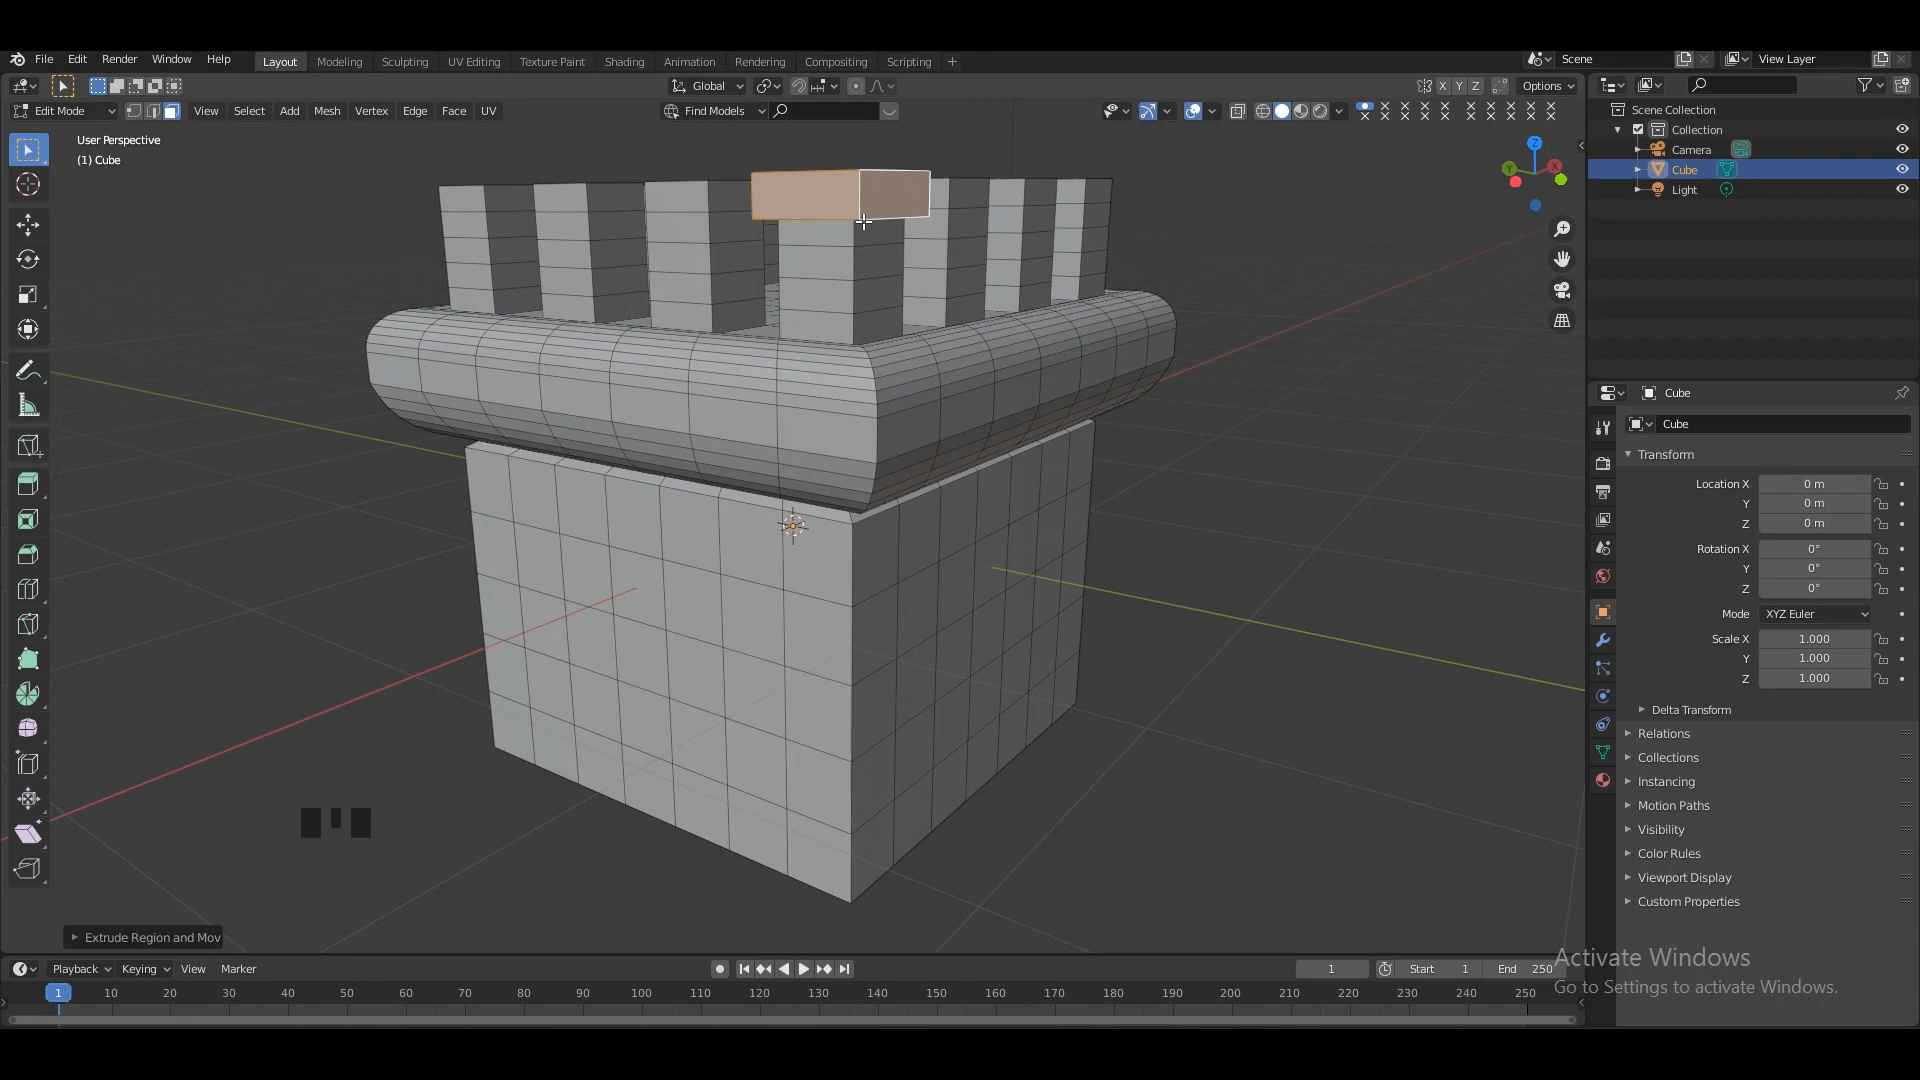 File Edit Render Window Help Layout Modeling Sculpting UV Editing Texture Paint Shading Animation Rendering Compositing Scripting + Scene View Layer
Global X Y Z Options
Edit Mode View Select Add Mesh Vertex Edge Face UV Find Models
User Perspective
(1) Cube
Z
Y
X
Scene Collection
Collection
Camera
Cube
Light
Cube
Cube
Transform
Location X 0 m
Y 0 m
Z 0 m
Rotation X 0°
Y 0°
Z 0°
Mode XYZ Euler
Scale X 1.000
Y 1.000
Z 1.000
Delta Transform
Relations
Collections
Instancing
Motion Paths
Visibility
Color Rules
Viewport Display
Custom Properties
Extrude Region and Mov
Activate Windows
Go to Settings to activate Windows.
Playback Keying View Marker 1 Start 1 End 250
1 10 20 30 40 50 60 70 80 90 100 110 120 130 140 150 160 170 180 190 200 210 220 230 240 250